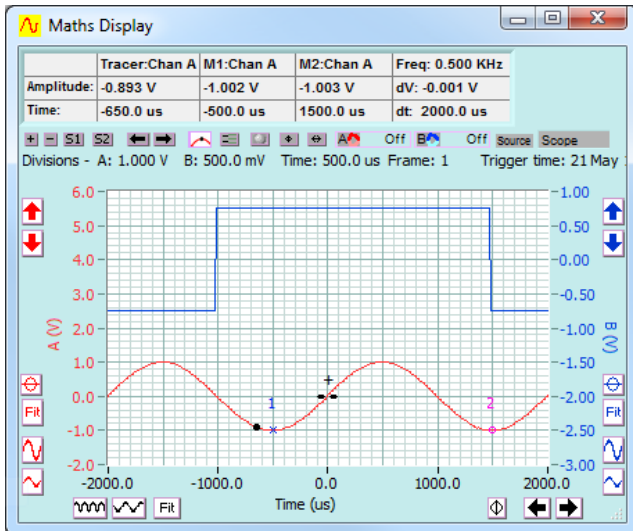 Maths Display
Tracer:Chan A M1:Chan A M2:Chan A Freq: 0.500 KHz
Amplitude: -0.893 V -1.002 V -1.003 V dV: -0.001 V
Time: -650.0 us -500.0 us 1500.0 us dt: 2000.0 us
+ - S1 S2 A Off B Off Source Scope
Divisions - A: 1.000 V B: 500.0 mV Time: 500.0 us Frame: 1 Trigger time: 21 May
6.0 -1.00
5.0 -0.50
4.0 -0.00
3.0 -0.50
2.0 -1.00
1.0 -1.50
0.0 -2.00
-1.0 -2.50
-2.0 -3.00
A (V)
B (V)
1 2
Fit Fit
-2000.0 -1000.0 0.0 1000.0 2000.0
Time (us)
Fit